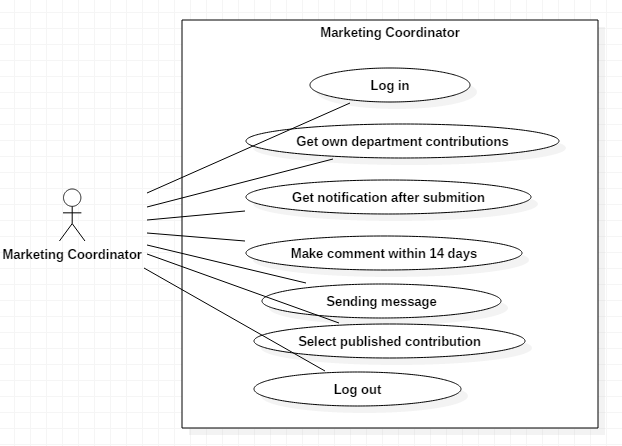 Marketing Coordinator
Log in
Get own department contributions
Get notification after submition
Marketing Coordinator
Make comment within 14 days
Sending message
Select published contribution
Log out